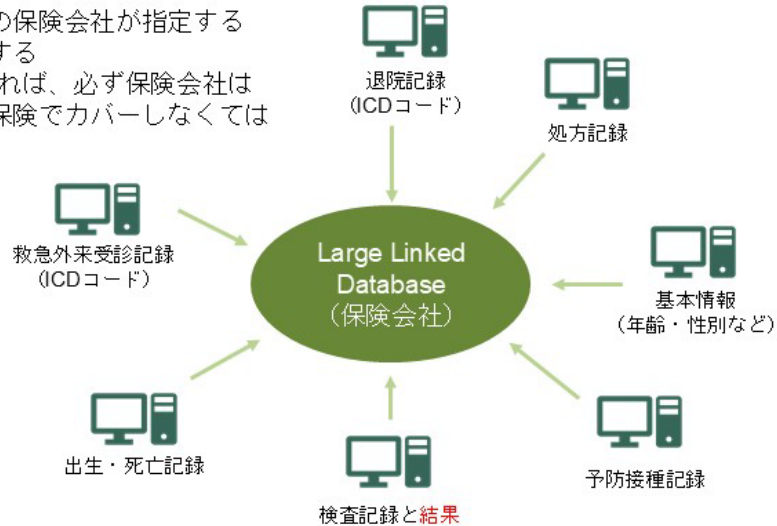 の保険会社が指定する
する
れば、必ず保険会社は
保険でカバーしなくては
退院記録
(ICDコード)
処方記録
救急外来受診記録
(ICDコード)
Large Linked
Database
(保険会社)
基本情報
(年齢・性別など)
出生・死亡記録
検査記録と結果
予防接種記録